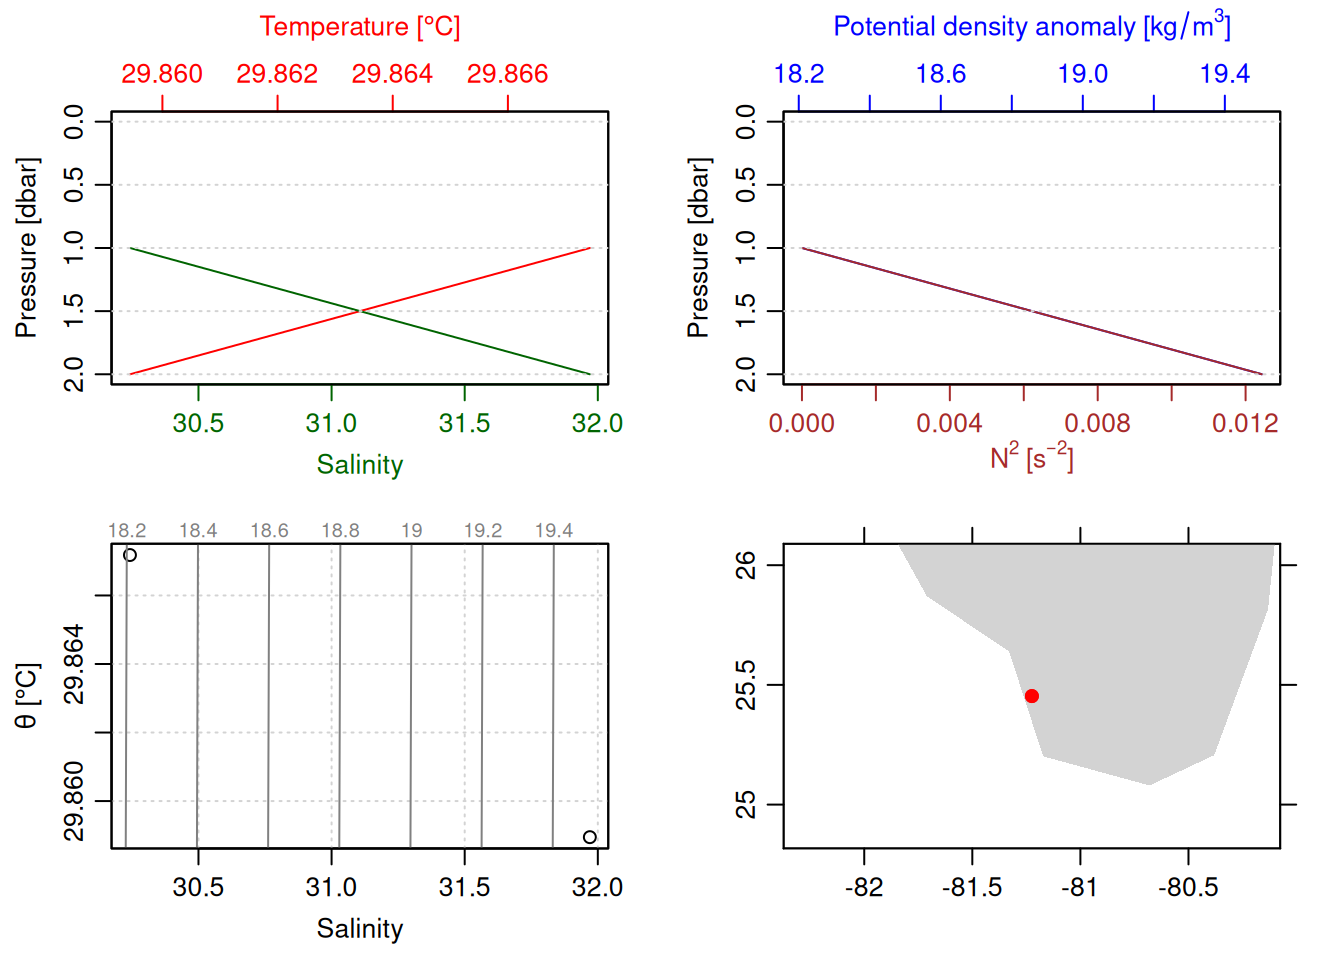 Temperature [°C]
29.860 29.862 29.864 29.866
Pressure [dbar]
0.0 0.5 1.0 1.5 2.0
30.5 31.0 31.5 32.0
Salinity
Potential density anomaly [kg/m³]
18.2 18.6 19.0 19.4
Pressure [dbar]
0.0 0.5 1.0 1.5 2.0
0.000 0.004 0.008 0.012
N² [s⁻²]
18.2 18.4 18.6 18.8 19 19.2 19.4
θ [°C]
29.864
29.860
30.5 31.0 31.5 32.0
Salinity
26
25.5
25
-82 -81.5 -81 -80.5